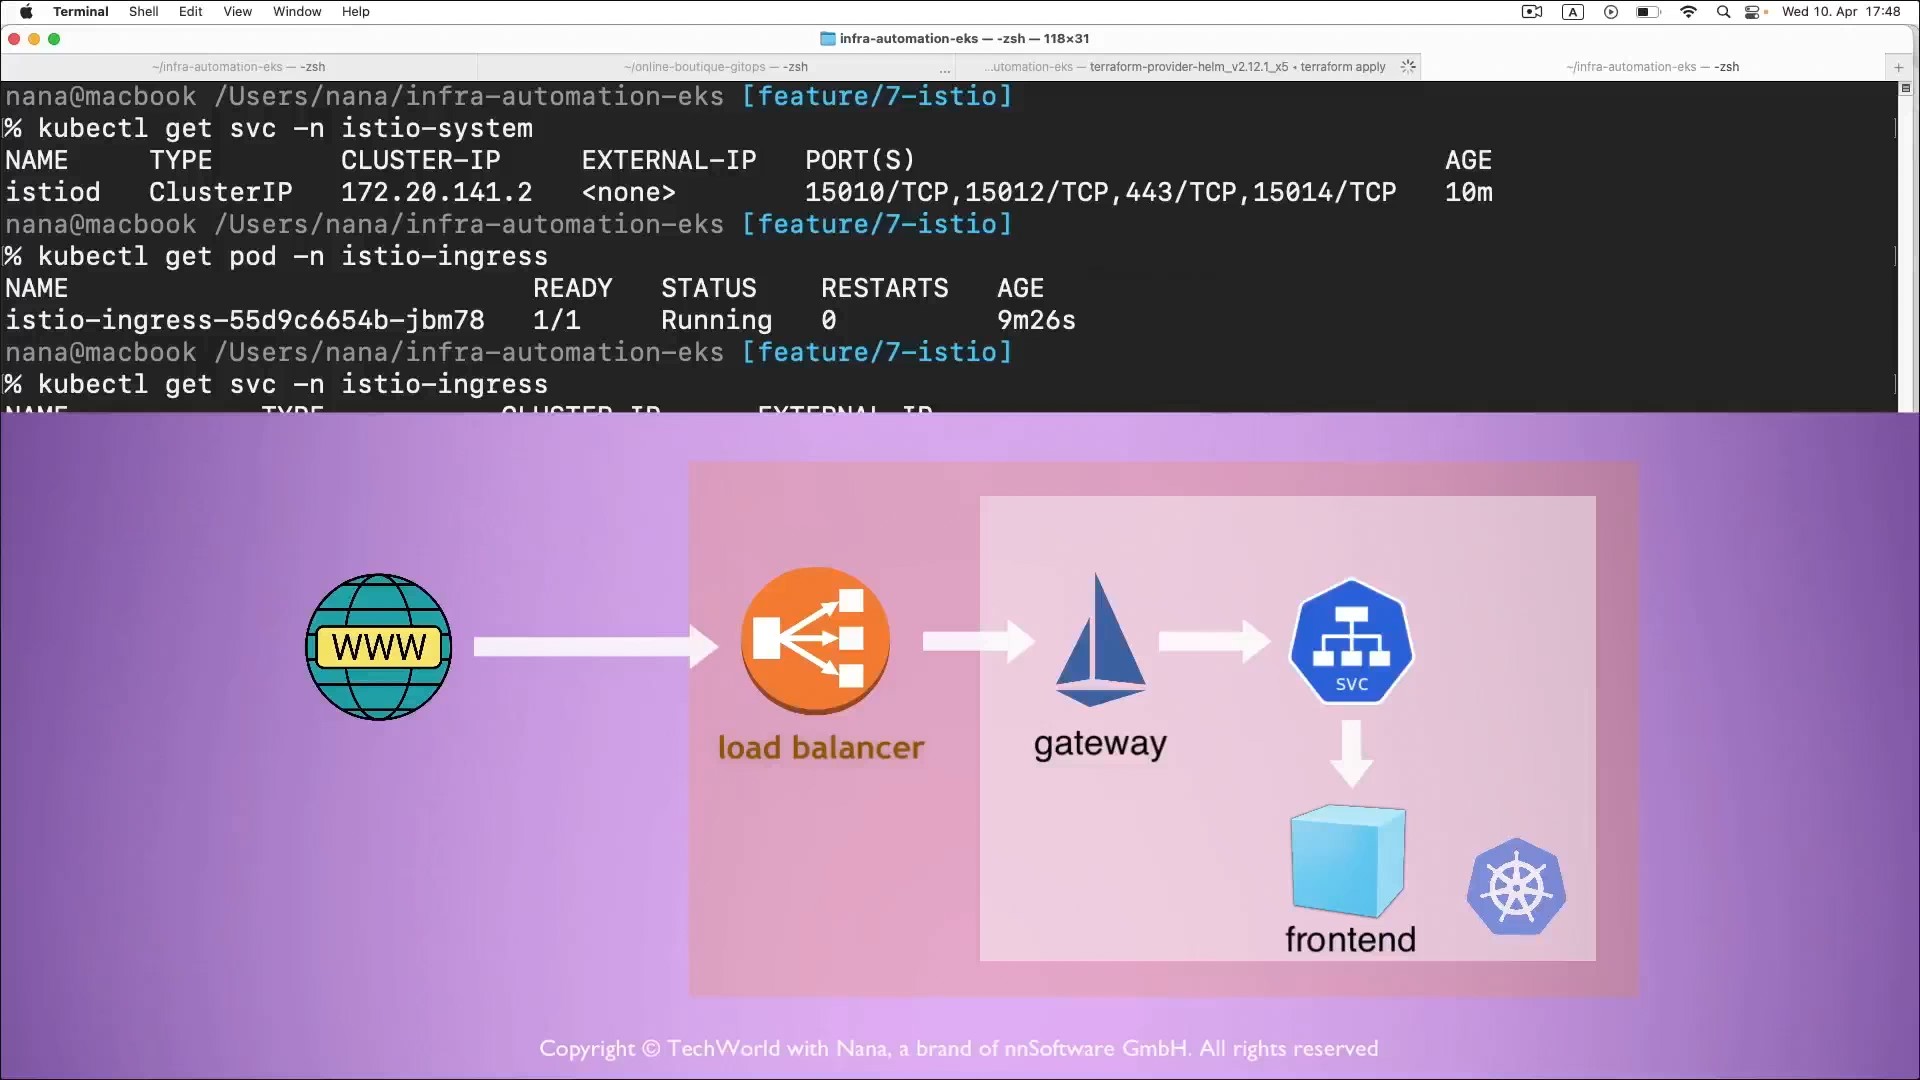 Terminal Shell Edit View Window Help A Wed 10. Apr 17:48
infra-automation-eks — -zsh — 118×31
~/infra-automation-eks — -zsh ~/online-boutique-gitops — -zsh ... ...utomation-eks — terraform-provider-helm_v2.12.1_x5 • terraform apply ~/infra-automation-eks — -zsh +
nana@macbook /Users/nana/infra-automation-eks [feature/7-istio]
% kubectl get svc -n istio-system
NAME TYPE CLUSTER-IP EXTERNAL-IP PORT(S) AGE
istiod ClusterIP 172.20.141.2 <none> 15010/TCP,15012/TCP,443/TCP,15014/TCP 10m
nana@macbook /Users/nana/infra-automation-eks [feature/7-istio]
% kubectl get pod -n istio-ingress
NAME READY STATUS RESTARTS AGE
istio-ingress-55d9c6654b-jbm78 1/1 Running 0 9m26s
nana@macbook /Users/nana/infra-automation-eks [feature/7-istio]
% kubectl get svc -n istio-ingress
NAME TYPE CLUSTER-IP EXTERNAL-IP
WWW
load balancer
gateway
svc
frontend
Copyright © TechWorld with Nana, a brand of nnSoftware GmbH. All rights reserved